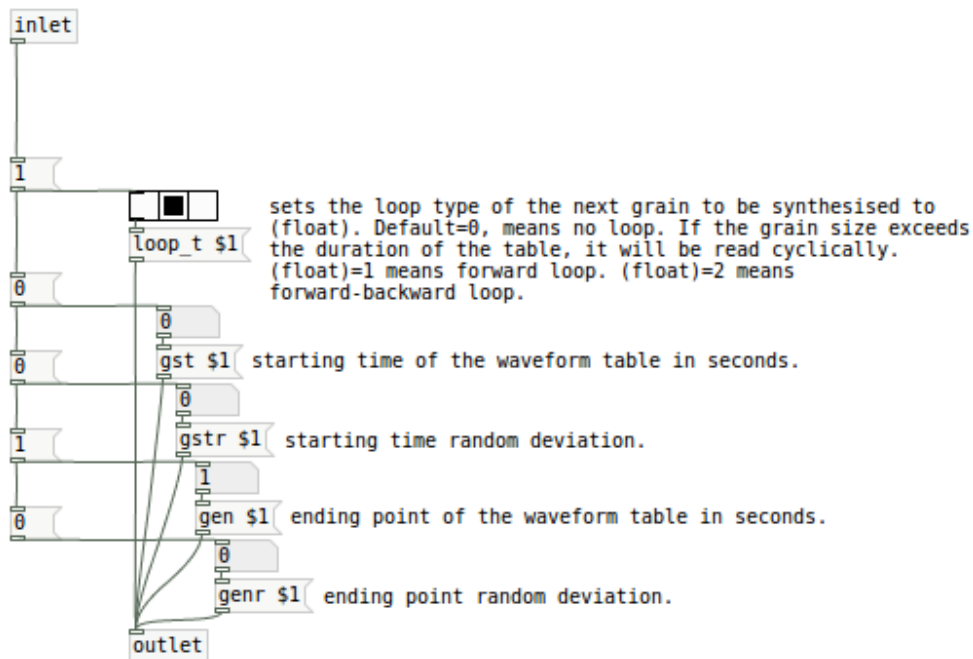 inlet
1
sets the loop type of the next grain to be synthesised to
(float). Default=0, means no loop. If the grain size exceeds
the duration of the table, it will be read cyclically.
(float)=1 means forward loop. (float)=2 means
forward-backward loop.
loop_t $1
0
0
gst $1 starting time of the waveform table in seconds.
0
0
gstr $1 starting time random deviation.
1
1
gen $1 ending point of the waveform table in seconds.
0
0
genr $1 ending point random deviation.
outlet